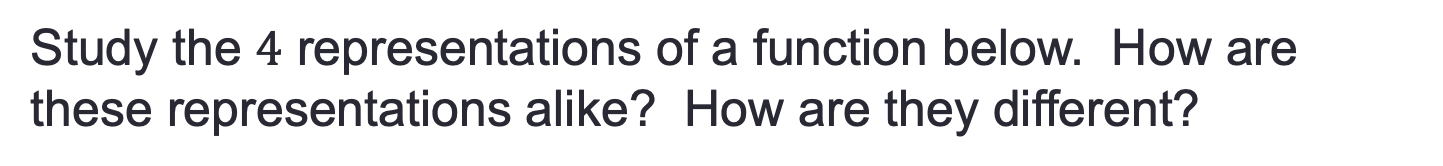 Study the 4 representations of a function below.  How are
these representations alike?  How are they different?